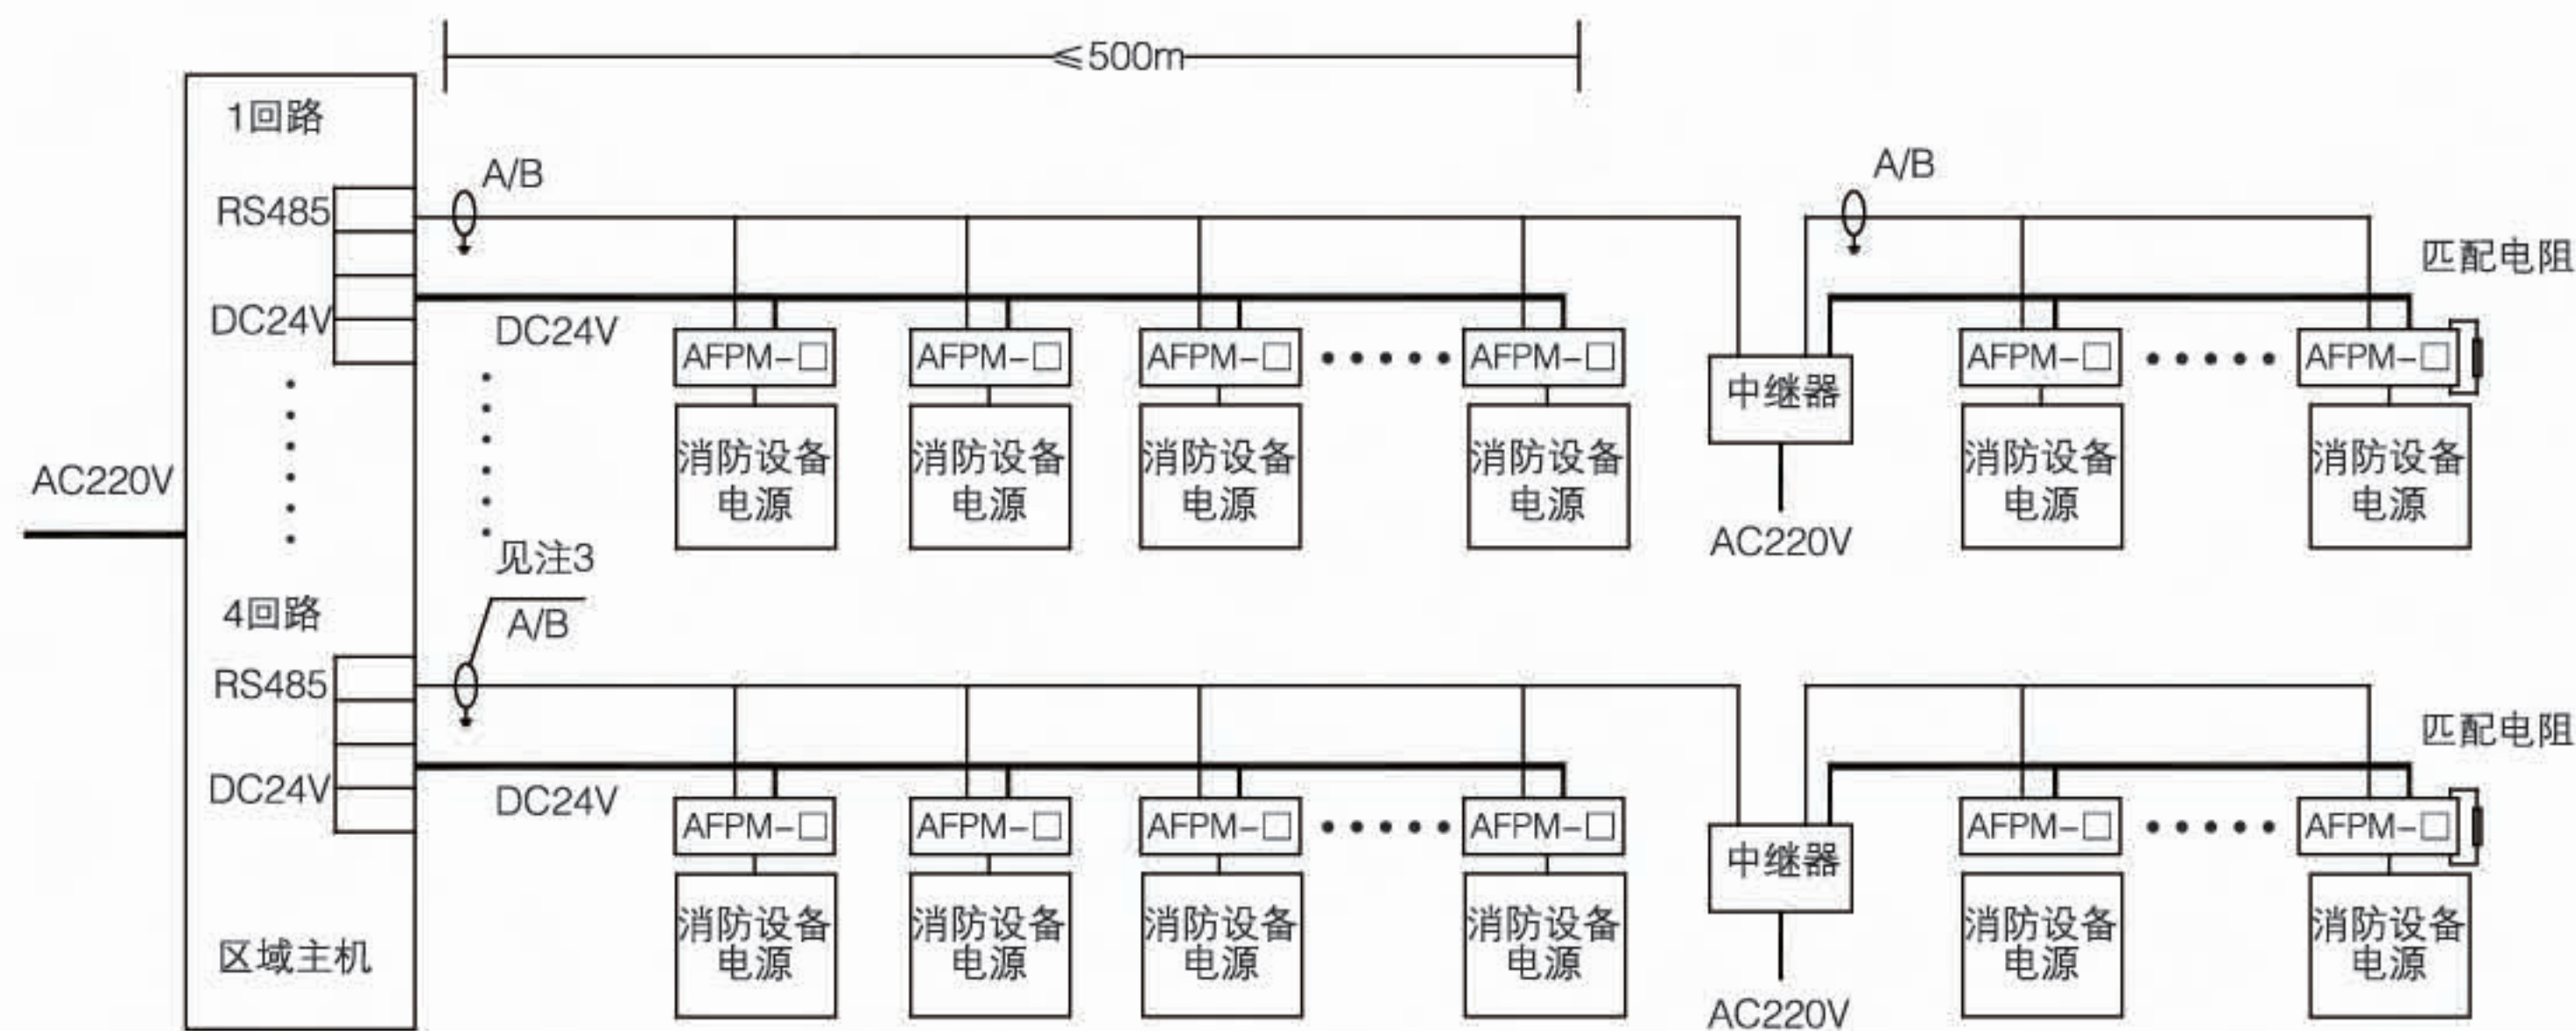 ≤500m
1回路
A/B
A/B
RS485
匹配电阻
DC24V
DC24V
AFPM-□
AFPM-□
AFPM-□
AFPM-□
AFPM-□
AFPM-□
中继器
消防设备
电源
消防设备
电源
消防设备
电源
消防设备
电源
消防设备
电源
消防设备
电源
AC220V
AC220V
见注3
4回路
A/B
RS485
匹配电阻
DC24V
DC24V
AFPM-□
AFPM-□
AFPM-□
AFPM-□
AFPM-□
AFPM-□
中继器
消防设备
电源
消防设备
电源
消防设备
电源
消防设备
电源
消防设备
电源
消防设备
电源
区域主机
AC220V